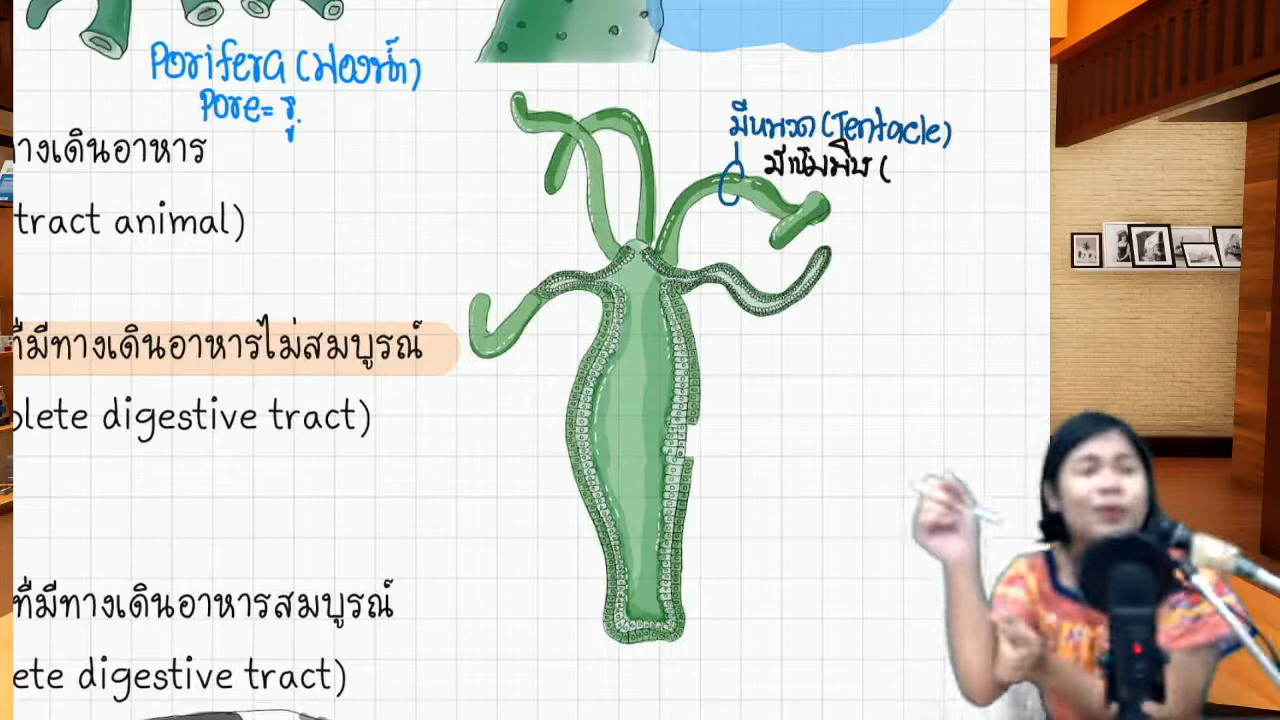 Porifera (ฟองน้ำ)
Pore = รู
มีหนวด (Tentacle)
มีเข็มพิษ (
างเดินอาหาร
tract animal)
ที่มีทางเดินอาหารไม่สมบูรณ์
plete digestive tract)
ที่มีทางเดินอาหารสมบูรณ์
ete digestive tract)